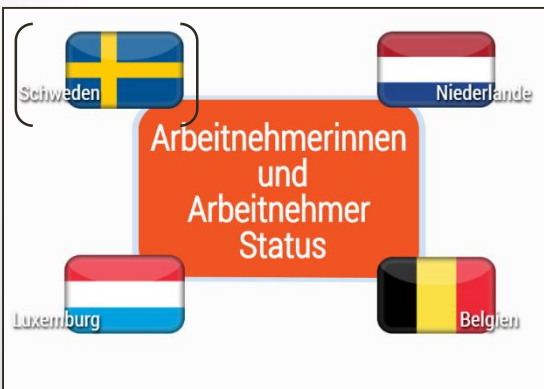 Schweden
Niederlande
Arbeitnehmerinnen
und
Arbeitnehmer
Status
Luxemburg
Belgien